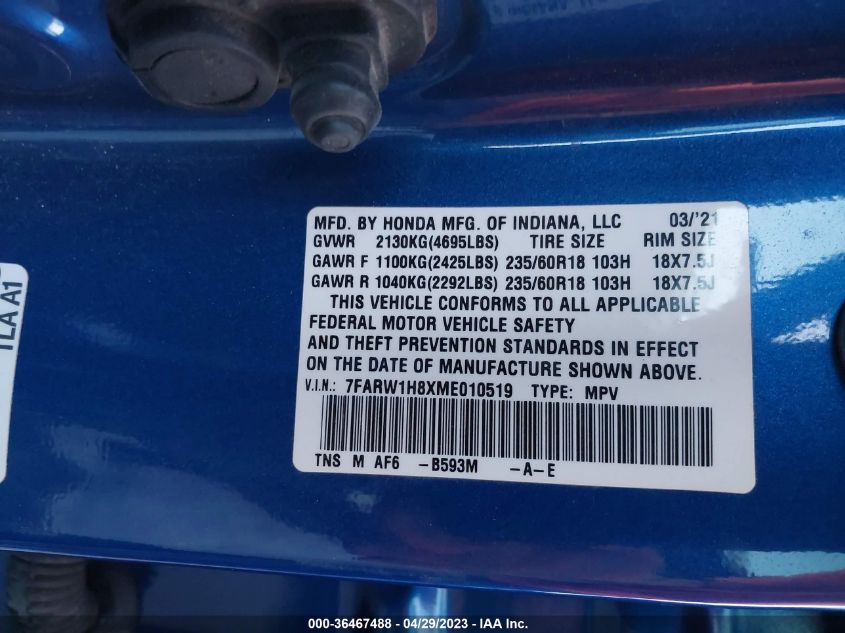 MFD. BY HONDA MFG. OF INDIANA, LLC 03/'21
GVWR 2130KG(4695LBS) TIRE SIZE RIM SIZE
GAWR F 1100KG(2425LBS) 235/60R18 103H 18X7.5J
GAWR R 1040KG(2292LBS) 235/60R18 103H 18X7.5J
THIS VEHICLE CONFORMS TO ALL APPLICABLE
FEDERAL MOTOR VEHICLE SAFETY
AND THEFT PREVENTION STANDARDS IN EFFECT
ON THE DATE OF MANUFACTURE SHOWN ABOVE.
V.I.N.: 7FARW1H8XME010519 TYPE: MPV
TNS M AF6 -B593M -A-E
TLA A1
000-36467488 - 04/29/2023 - IAA Inc.